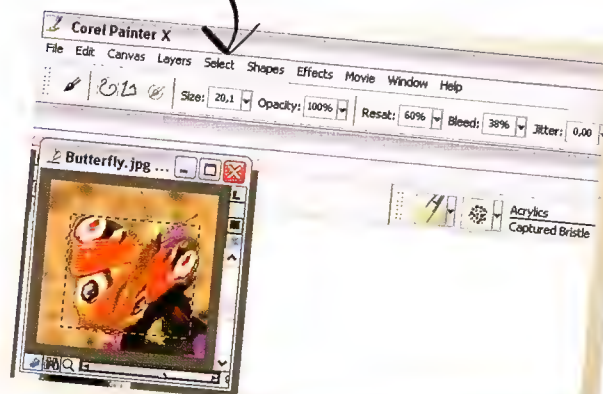 Corel Painter X
File Edit Canvas Layers Select Shapes Effects Movie Window Help
Size: 20,1 Opacity: 100% Resat: 60% Bleed: 38% Jitter: 0,00
Butterfly.jpg ...
Acrylics
Captured Bristle